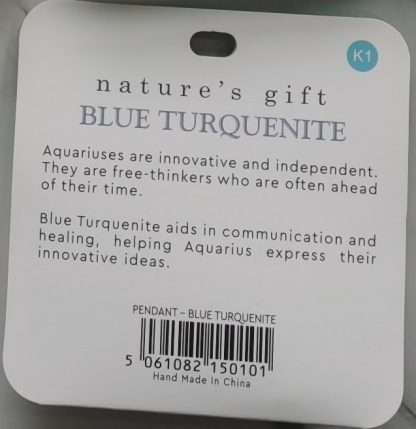 K1
nature's gift
BLUE TURQUENITE
Aquariuses are innovative and independent.
They are free-thinkers who are often ahead
of their time.
Blue Turquenite aids in communication and
healing, helping Aquarius express their
innovative ideas.
PENDANT – BLUE TURQUENITE
5 061082 150101
Hand Made In China